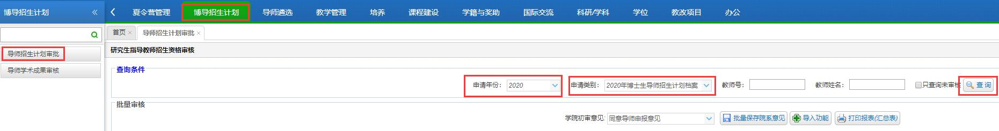 博导招生计划 « 夏令营管理 博导招生计划 导师遴选 教学管理 培养 课程建设 学籍与奖助 国际交流 科研/学科 学位 教改项目 办公
首页 × 导师招生计划审批 ×
导师招生计划审批
导师学术成果审核
研究生指导教师招生资格审核
查询条件
申请年份: 2020 申请类别: 2020年博士生导师招生计划档案 教师号: 教师姓名: 只查询未审核 查 询
批量审核
学院初审意见: 同意导师申报意见 批量保存院系意见 导入功能 打印报表(汇总表)